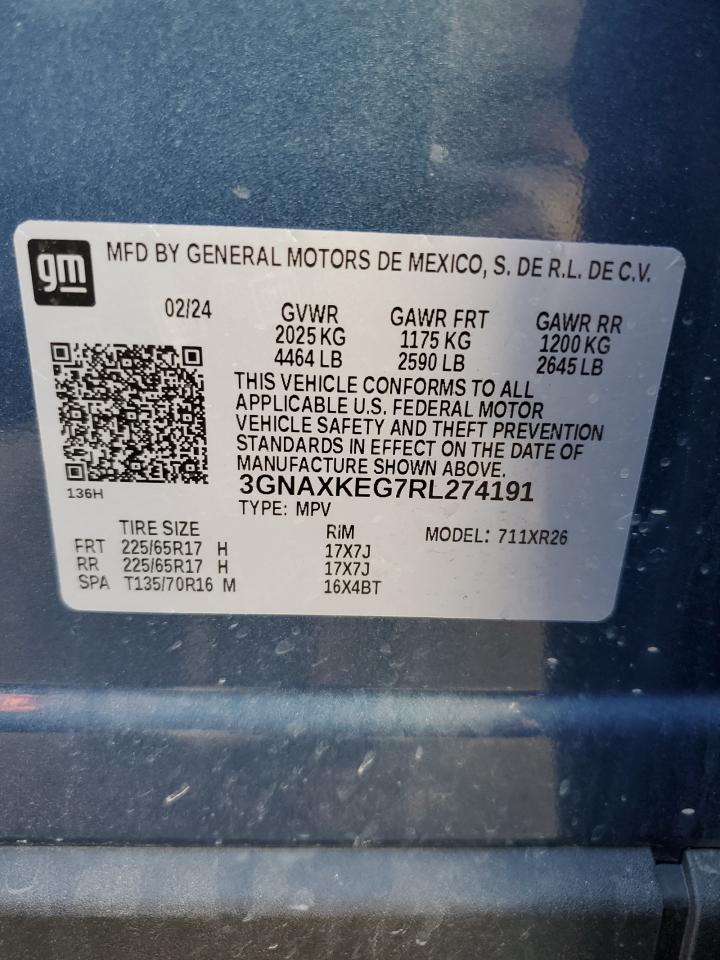 gm
MFD BY GENERAL MOTORS DE MEXICO, S. DE R.L. DE C.V.
02/24 GVWR GAWR FRT GAWR RR
2025 KG 1175 KG 1200 KG
4464 LB 2590 LB 2645 LB
THIS VEHICLE CONFORMS TO ALL
APPLICABLE U.S. FEDERAL MOTOR
VEHICLE SAFETY AND THEFT PREVENTION
STANDARDS IN EFFECT ON THE DATE OF
MANUFACTURE SHOWN ABOVE.
136H
3GNAXKEG7RL274191
TYPE: MPV
TIRE SIZE RIM MODEL: 711XR26
FRT 225/65R17 H 17X7J
RR 225/65R17 H 17X7J
SPA T135/70R16 M 16X4BT